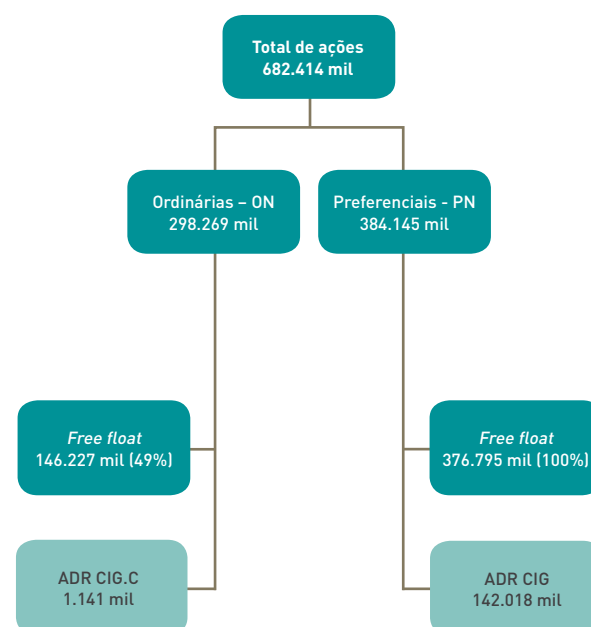 Total de ações
682.414 mil
Ordinárias – ON
298.269 mil
Preferenciais - PN
384.145 mil
Free float
146.227 mil (49%)
Free float
376.795 mil (100%)
ADR CIG.C
1.141 mil
ADR CIG
142.018 mil